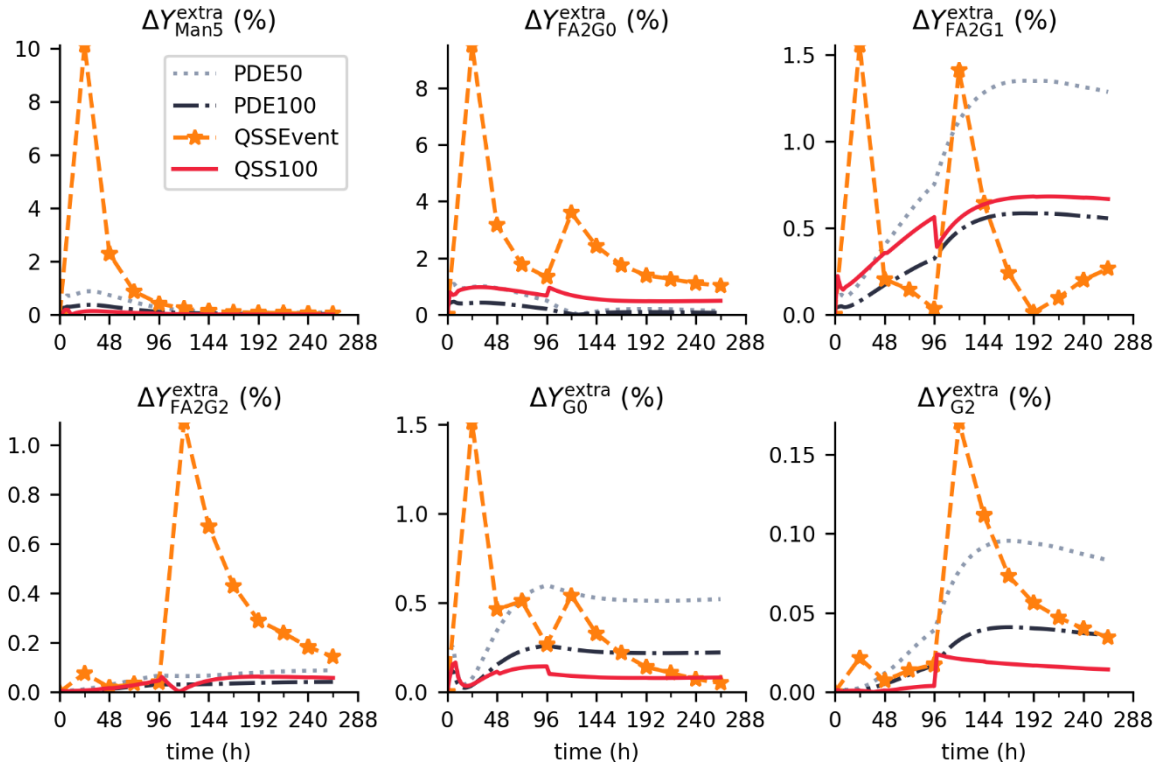 ΔY^extra_Man5 (%) ΔY^extra_FA2G0 (%) ΔY^extra_FA2G1 (%)
10
8
6
4
2
0
0 48 96 144 192 240 288
PDE50
PDE100
QSSEvent
QSS100
8
6
4
2
0
0 48 96 144 192 240 288
1.5
1.0
0.5
0.0
0 48 96 144 192 240 288
ΔY^extra_FA2G2 (%) ΔY^extra_G0 (%) ΔY^extra_G2 (%)
1.0
0.8
0.6
0.4
0.2
0.0
0 48 96 144 192 240 288
time (h)
1.5
1.0
0.5
0.0
0 48 96 144 192 240 288
time (h)
0.15
0.10
0.05
0.00
0 48 96 144 192 240 288
time (h)